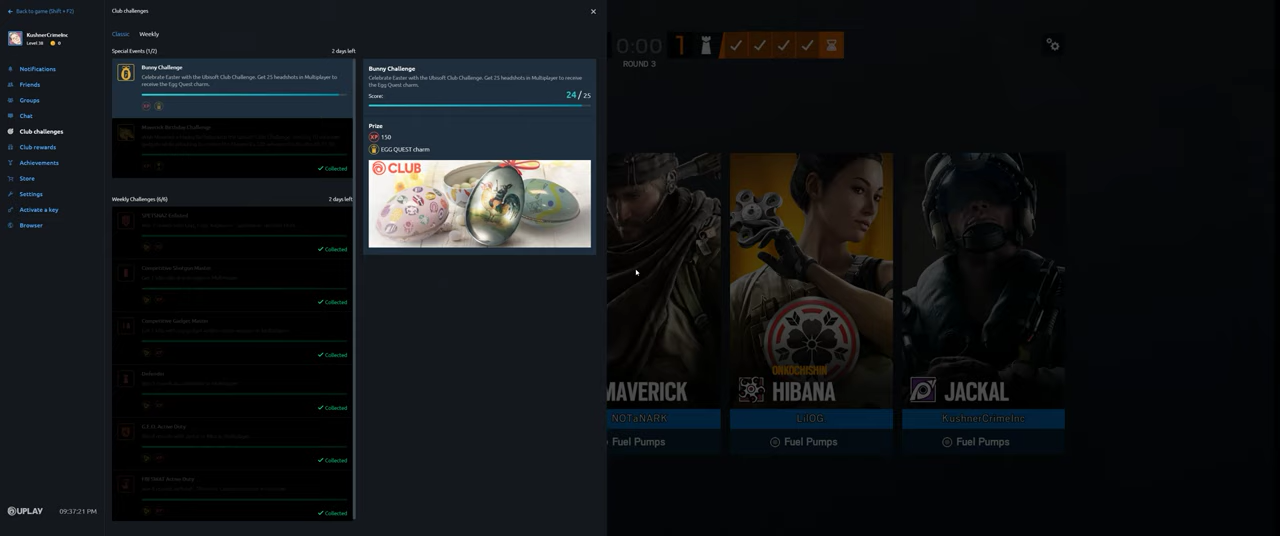 Back to game (Shift + F2)
KushnerCrimeInc
Level 38 0
Notifications
Friends
Groups
Chat
Club challenges
Club rewards
Achievements
Store
Settings
Activate a key
Browser
UPLAY 09:37:21 PM
Club challenges
Classic Weekly
Special Events (1/2) 2 days left
Bunny Challenge
Celebrate Easter with the Ubisoft Club Challenge. Get 25 headshots in Multiplayer to
receive the Egg Quest charm.
XP
Maverick Birthday Challenge
Collected
Weekly Challenges (6/6) 2 days left
Collected
Collected
Collected
Defender
Collected
Collected
Collected
Bunny Challenge
Celebrate Easter with the Ubisoft Club Challenge. Get 25 headshots in Multiplayer to receive
the Egg Quest charm.
Score: 24 / 25
Prize
XP 150
EGG QUEST charm
CLUB
0:00 1
ROUND 3
MAVERICK
NOTaNARK
Fuel Pumps
HIBANA
LilOG
Fuel Pumps
JACKAL
KushnerCrimeInc
Fuel Pumps